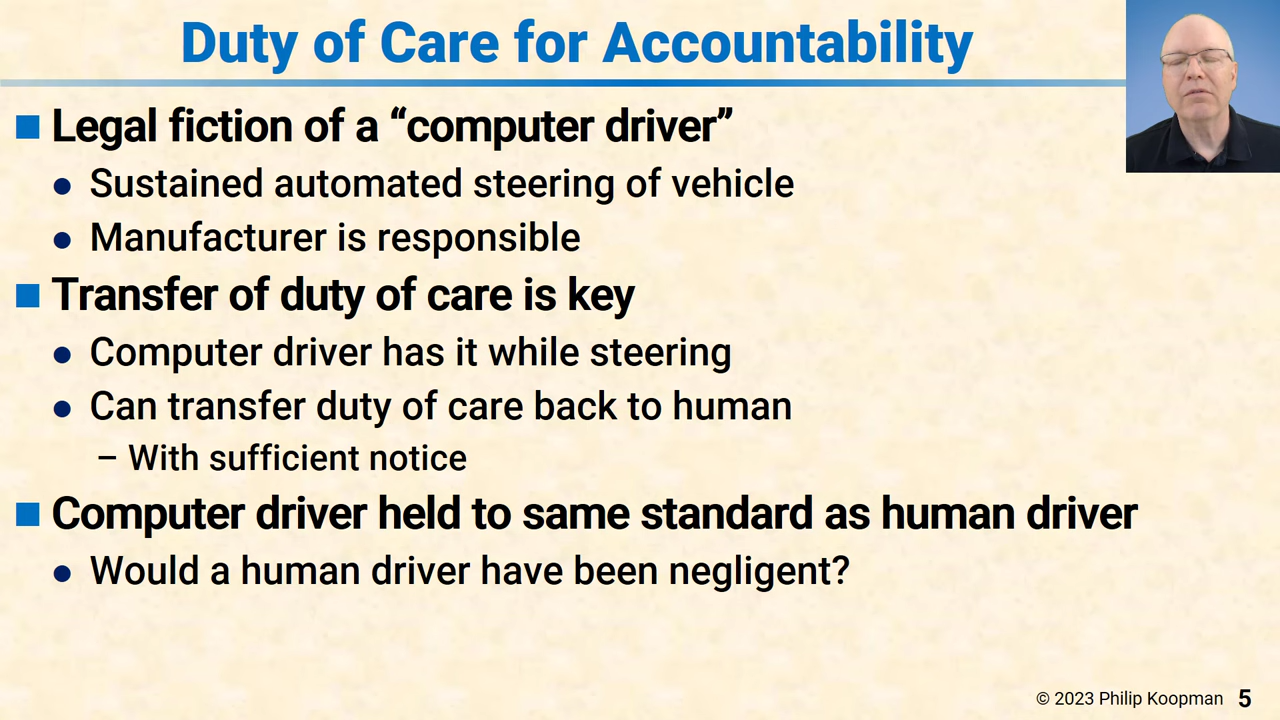 Duty of Care for Accountability
Legal fiction of a “computer driver”
Sustained automated steering of vehicle
Manufacturer is responsible
Transfer of duty of care is key
Computer driver has it while steering
Can transfer duty of care back to human
– With sufficient notice
Computer driver held to same standard as human driver
Would a human driver have been negligent?
© 2023 Philip Koopman 5